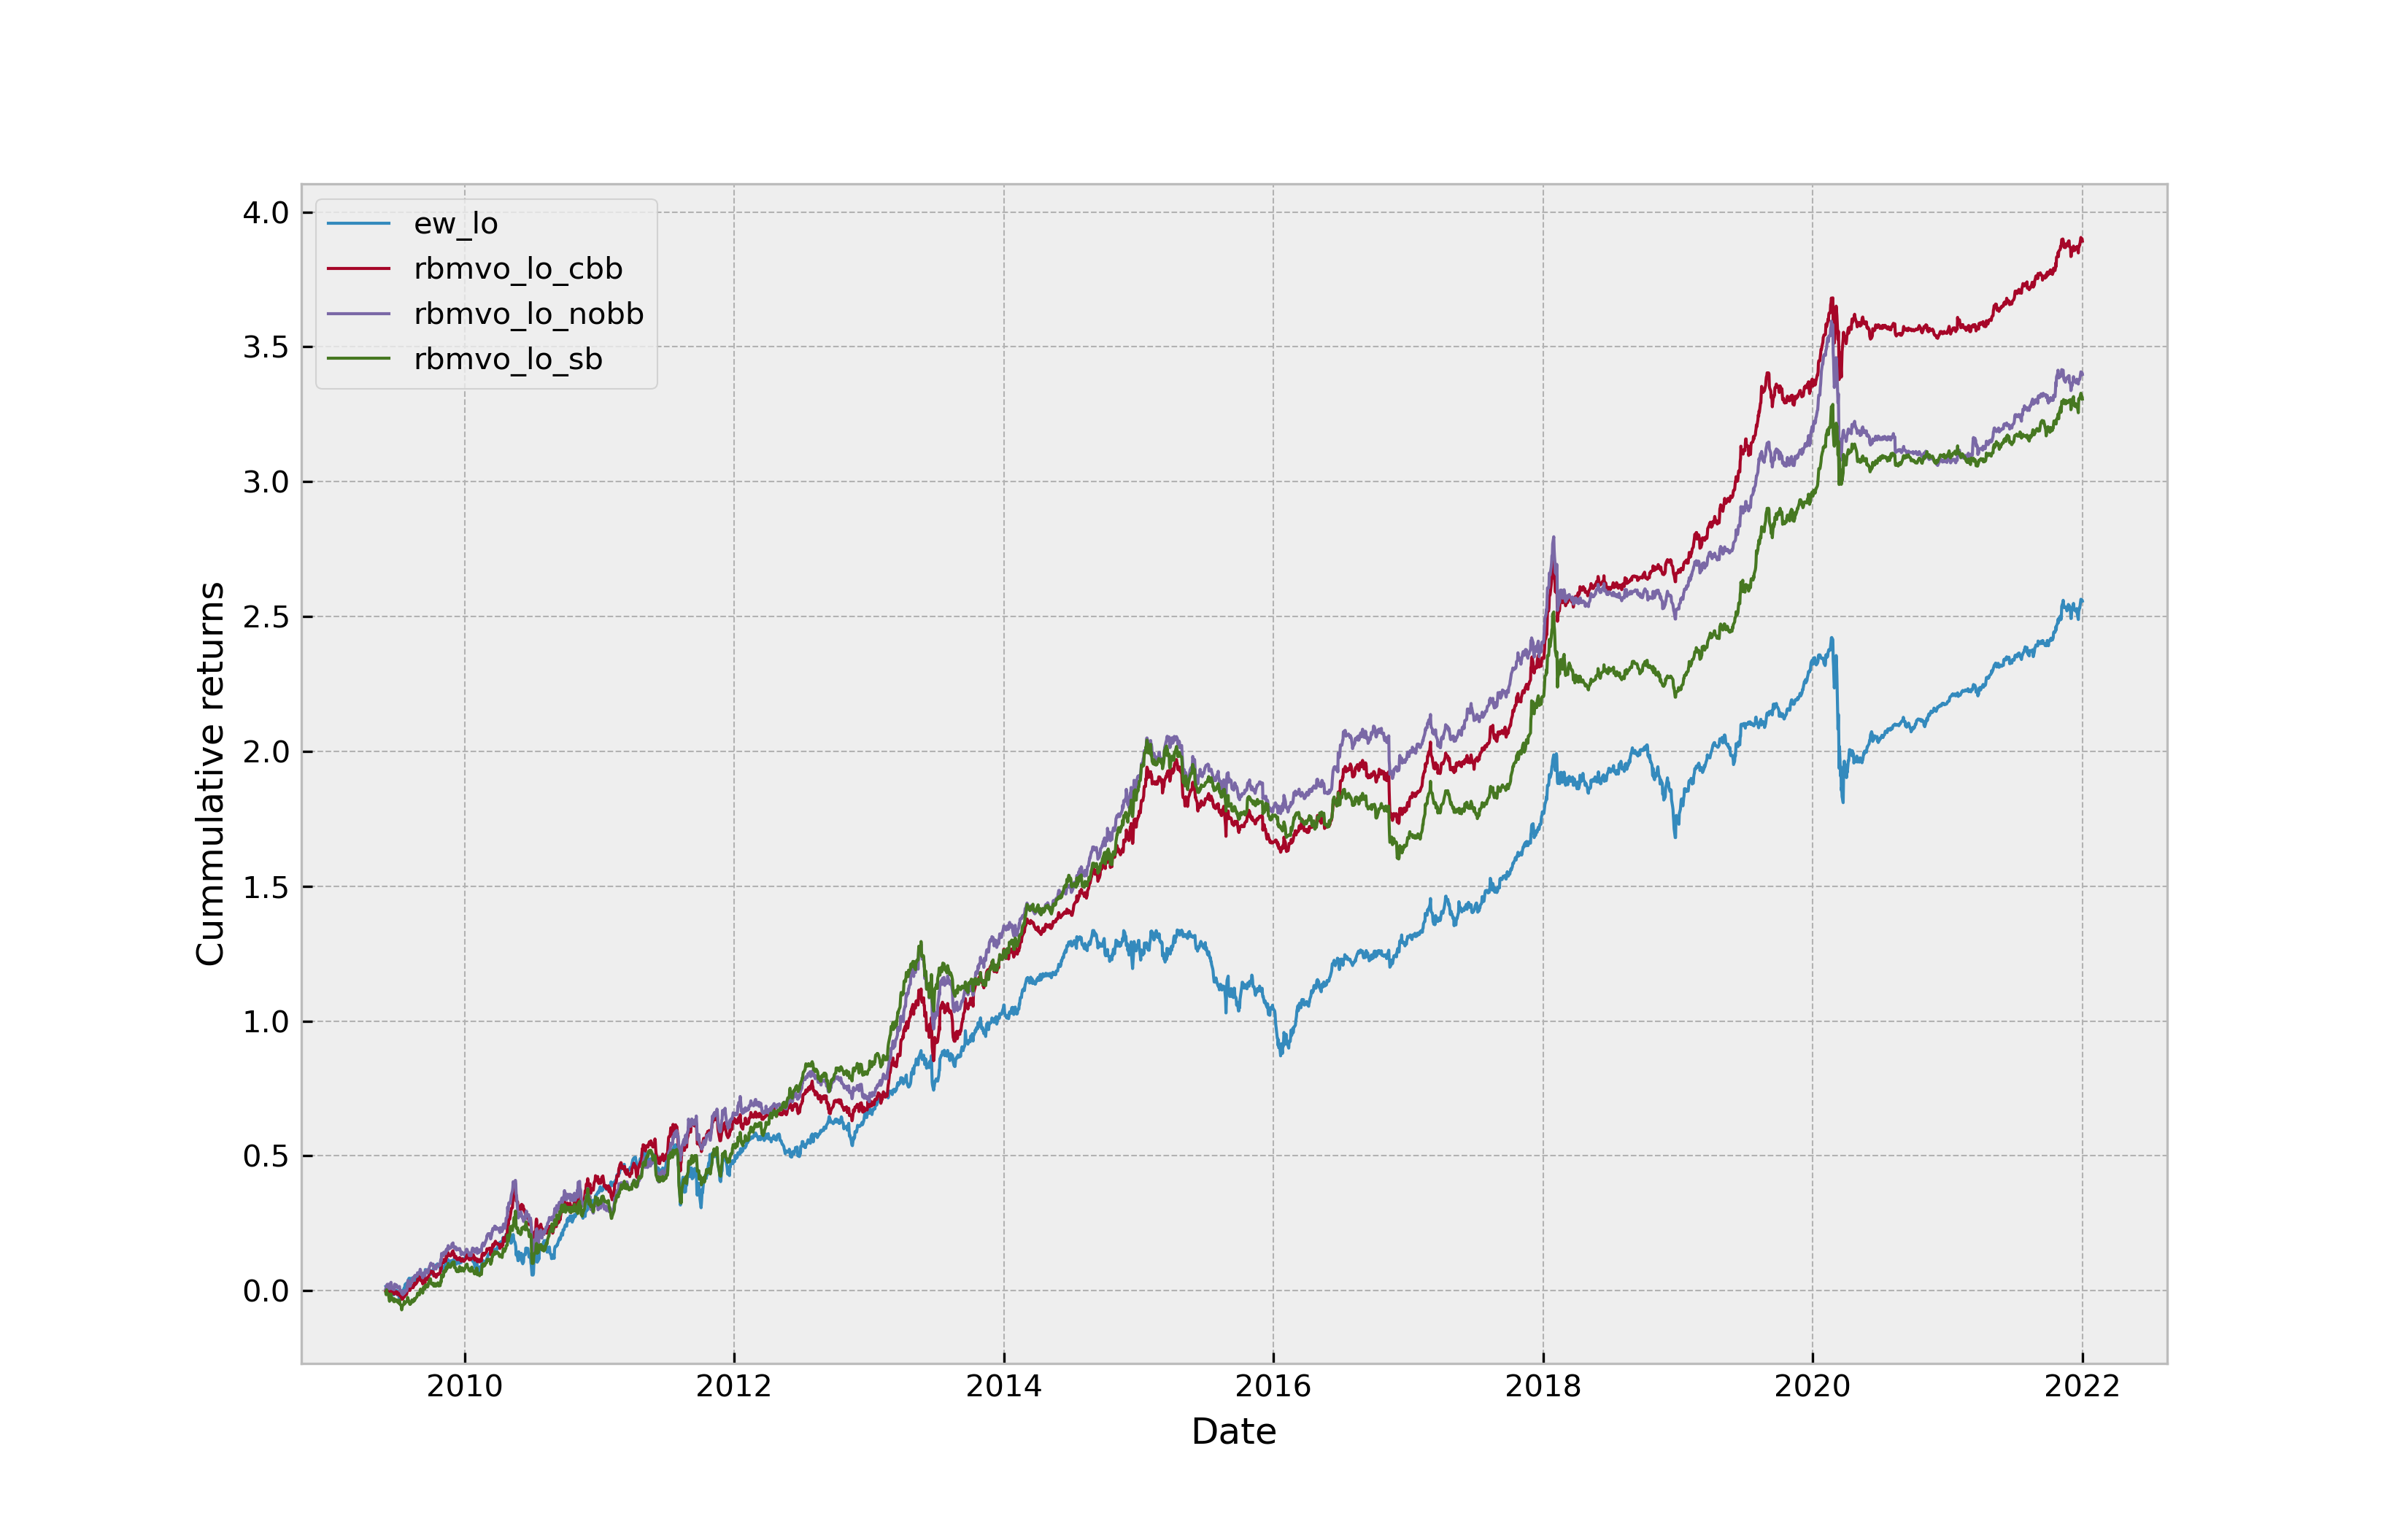 ew_lo
rbmvo_lo_cbb
rbmvo_lo_nobb
rbmvo_lo_sb
4.0
3.5
3.0
2.5
2.0
1.5
1.0
0.5
0.0
Cummulative returns
2010 2012 2014 2016 2018 2020 2022
Date